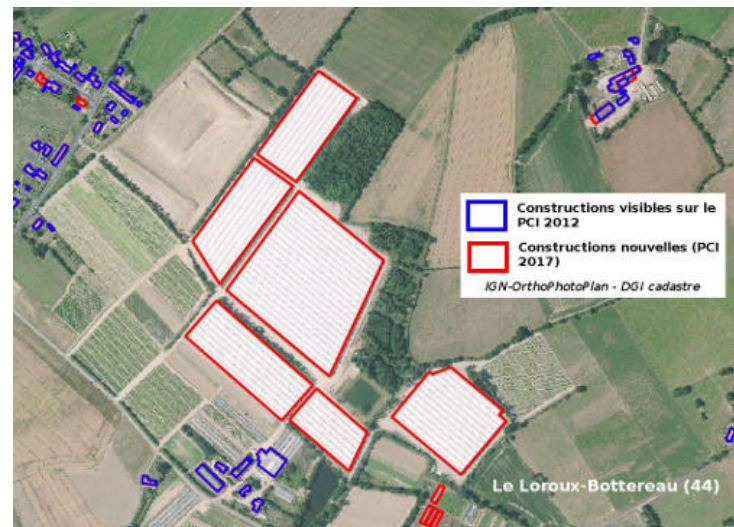 Constructions visibles sur le
PCI 2012
Constructions nouvelles (PCI
2017)
IGN-OrthoPhotoPlan - DGI cadastre
Le Loroux-Bottereau (44)